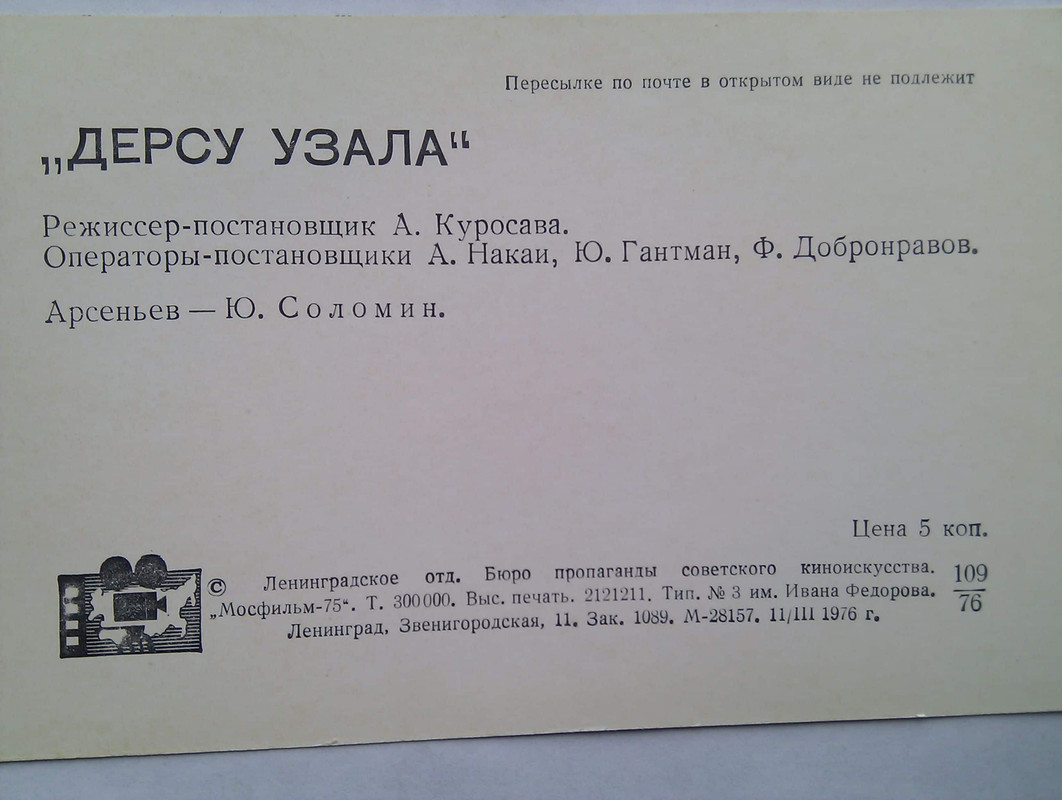 Пересылке по почте в открытом виде не подлежит
„ДЕРСУ УЗАЛА“
Режиссер-постановщик А. Куросава.
Операторы-постановщики А. Накаи, Ю. Гантман, Ф. Добронравов.
Арсеньев — Ю. Соломин.
Цена 5 коп.
© Ленинградское отд. Бюро пропаганды советского киноискусства.
„Мосфильм-75“. Т. 300000. Выс. печать. 2121211. Тип. № 3 им. Ивана Федорова.
Ленинград, Звенигородская, 11. Зак. 1089. М-28157. 11/III 1976 г.
109
76